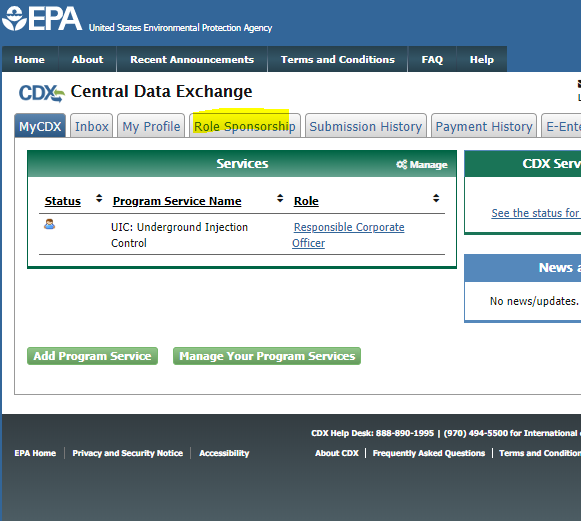 EPA United States Environmental Protection Agency
Home About Recent Announcements Terms and Conditions FAQ Help
CDX Central Data Exchange
MyCDX Inbox My Profile Role Sponsorship Submission History Payment History E-Ente
Services Manage CDX Serv
Status Program Service Name Role
See the status for
UIC: Underground Injection Responsible Corporate
Control Officer
News a
No news/updates.
Add Program Service Manage Your Program Services
CDX Help Desk: 888-890-1995 | (970) 494-5500 for International
EPA Home Privacy and Security Notice Accessibility About CDX Frequently Asked Questions Terms and Condition